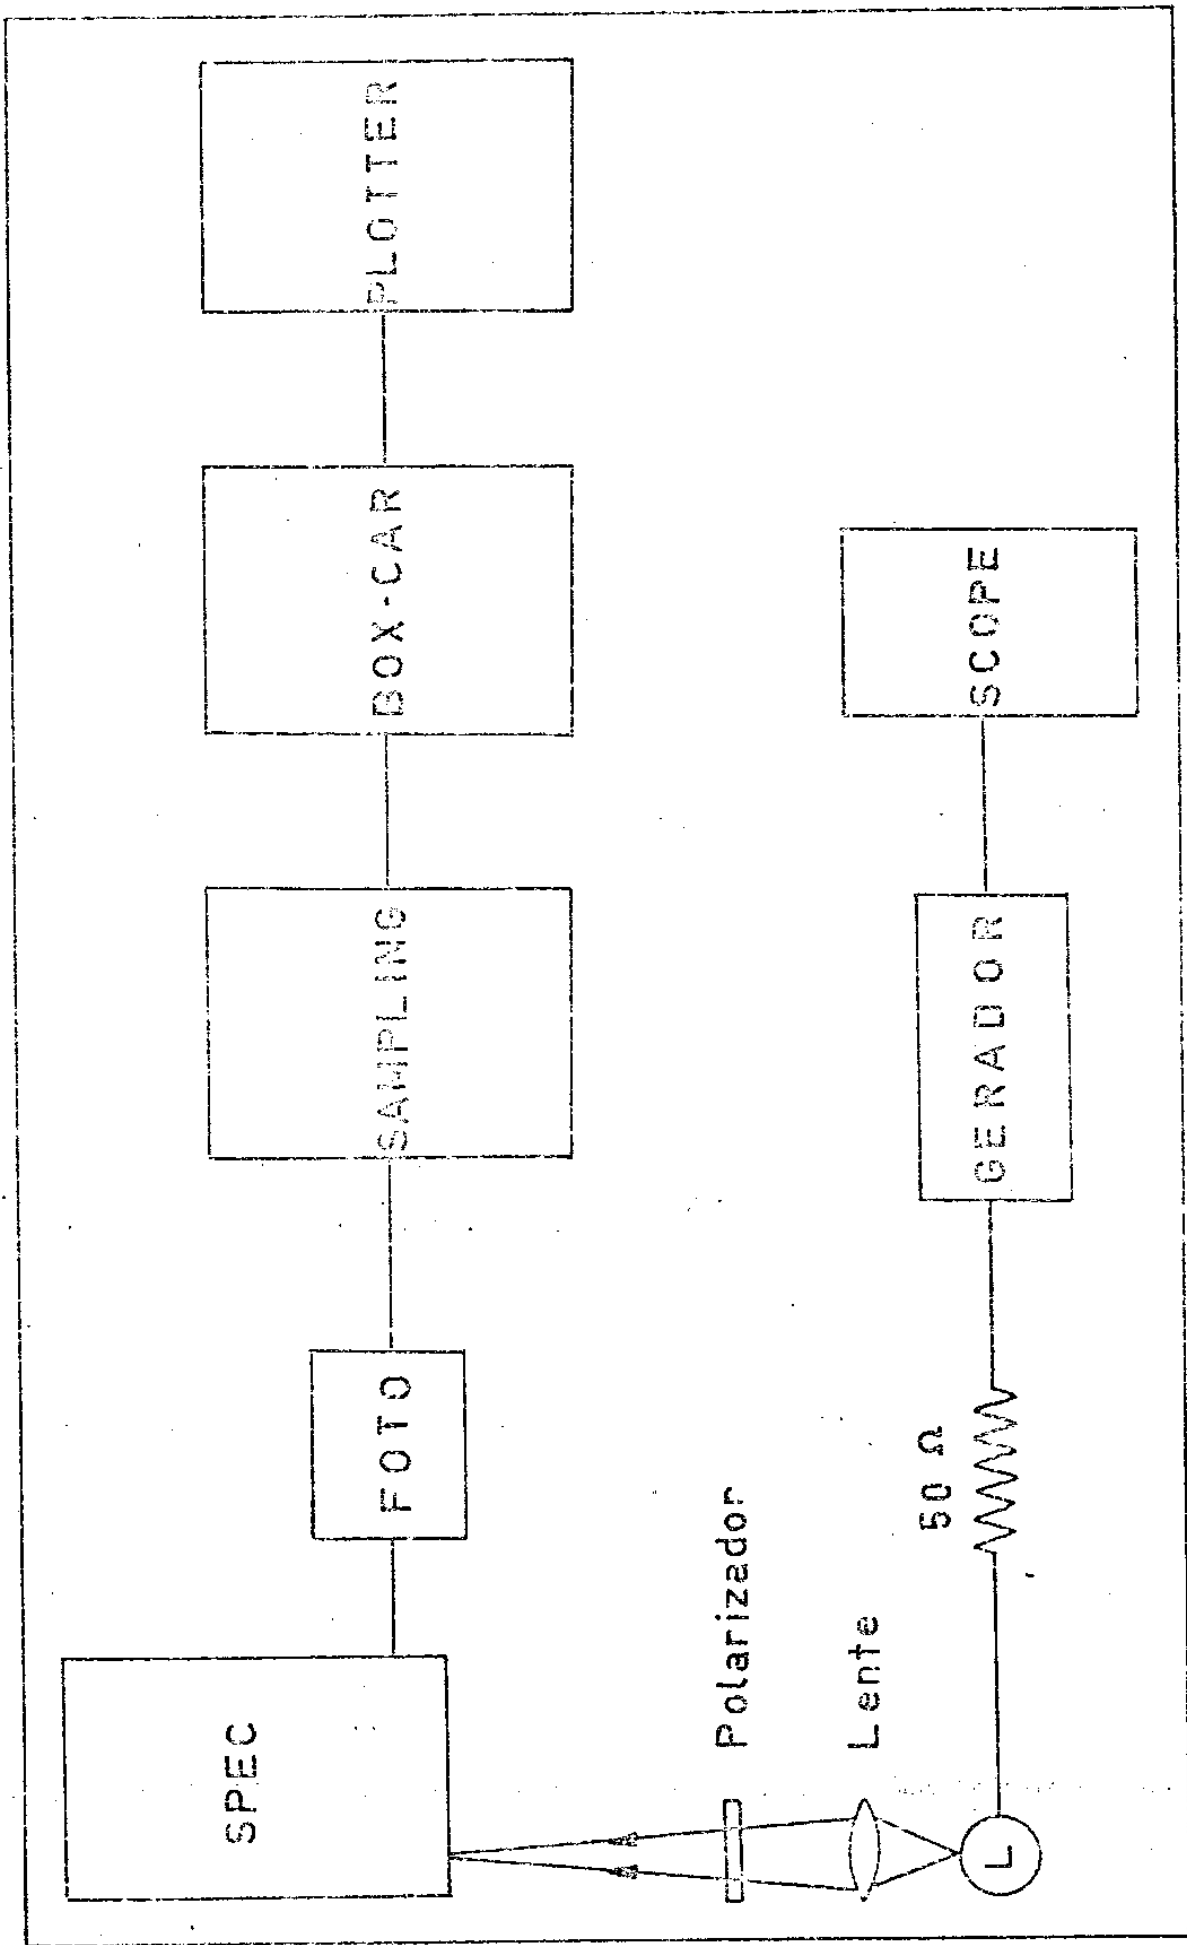 SPEC
FOTO
SAMPLING
BOX-CAR
PLOTTER
Polarizador
Lente
L
50 Ω
GERADOR
SCOPE